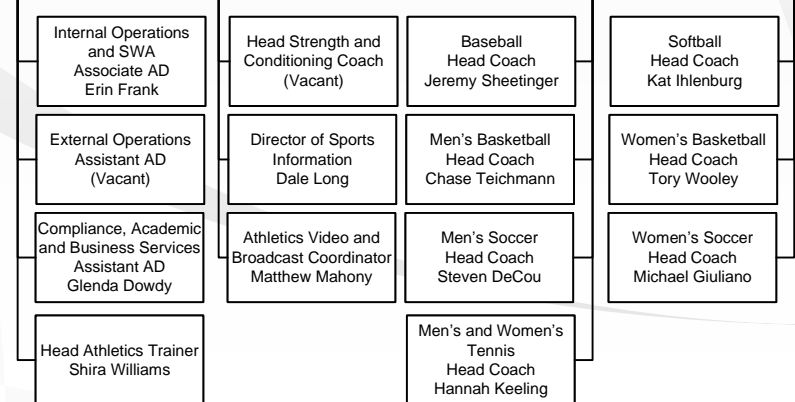 Internal Operations
and SWA
Associate AD
Erin Frank
External Operations
Assistant AD
(Vacant)
Compliance, Academic
and Business Services
Assistant AD
Glenda Dowdy
Head Athletics Trainer
Shira Williams
Head Strength and
Conditioning Coach
(Vacant)
Director of Sports
Information
Dale Long
Athletics Video and
Broadcast Coordinator
Matthew Mahony
Baseball
Head Coach
Jeremy Sheetinger
Men's Basketball
Head Coach
Chase Teichmann
Men's Soccer
Head Coach
Steven DeCou
Men's and Women's
Tennis
Head Coach
Hannah Keeling
Softball
Head Coach
Kat Ihlenburg
Women's Basketball
Head Coach
Tory Wooley
Women's Soccer
Head Coach
Michael Giuliano